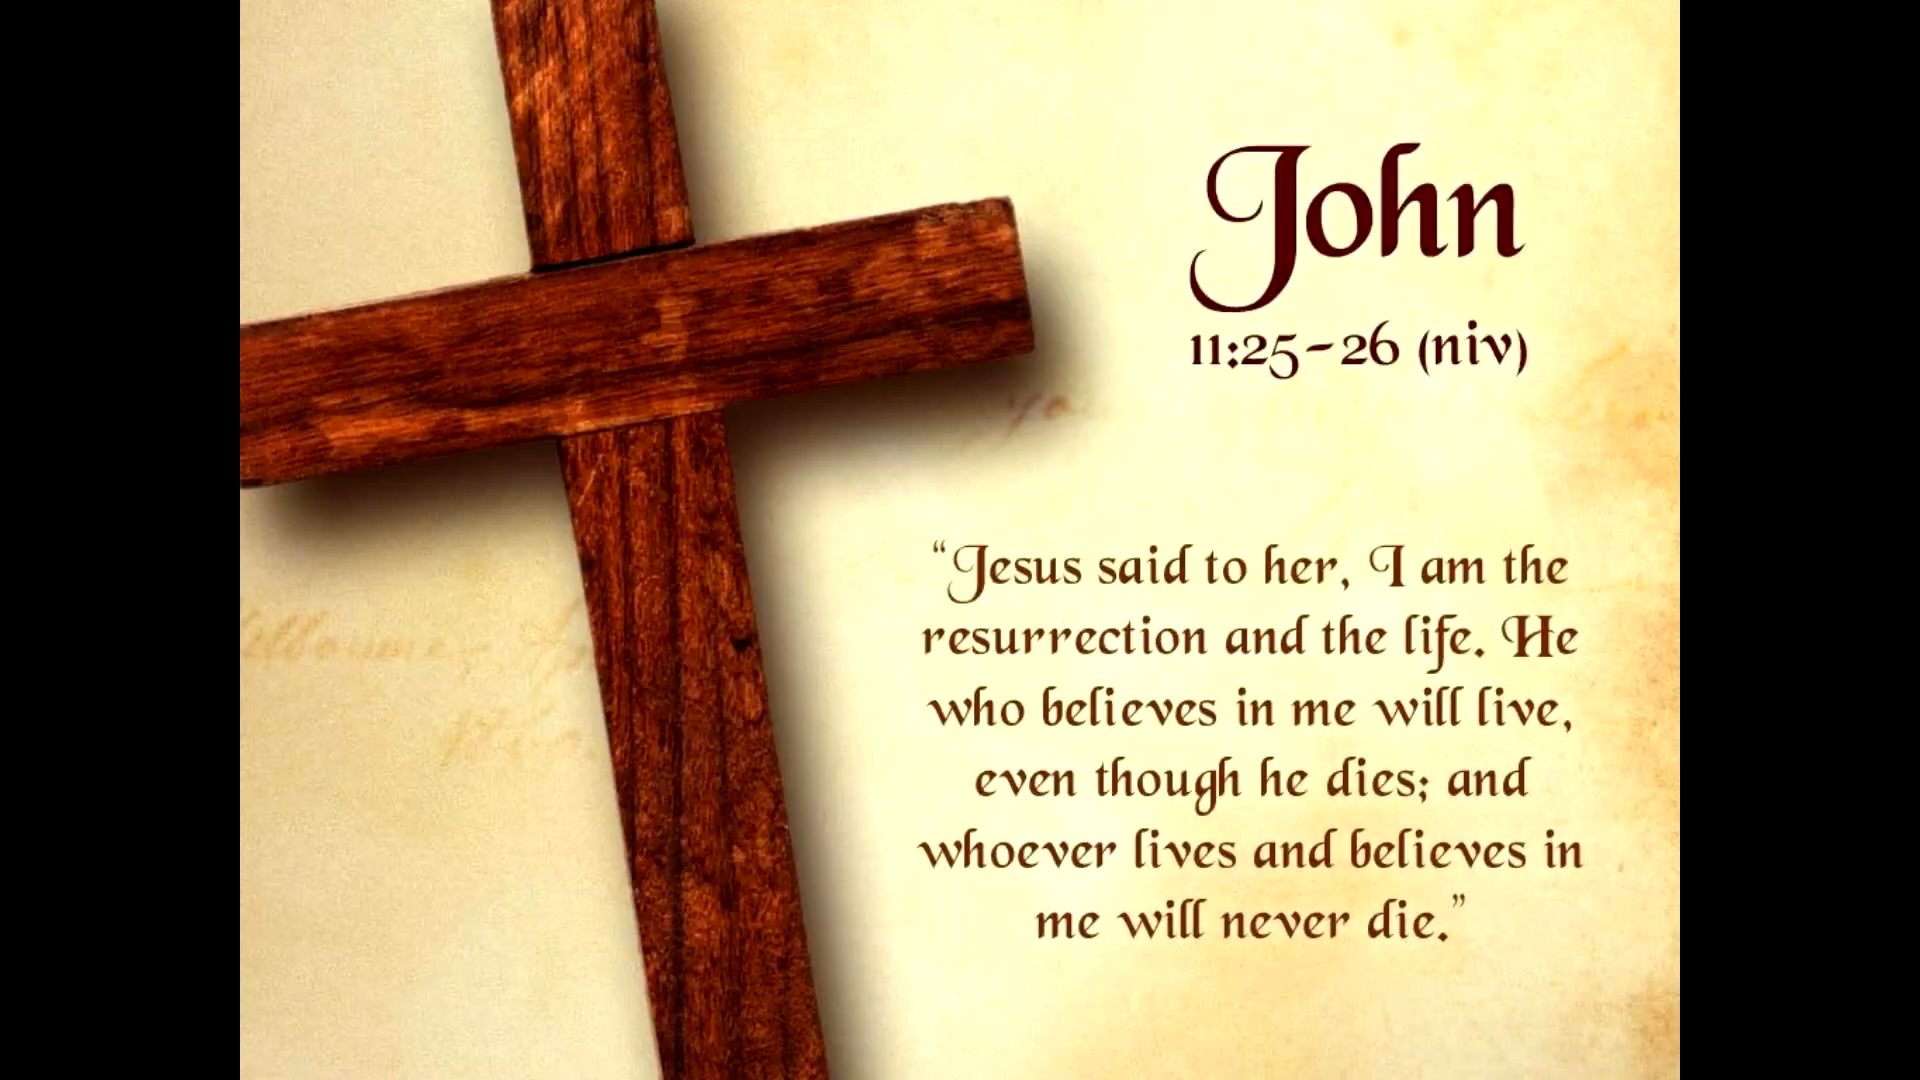 John
11:25-26 (niv)
“Jesus said to her, I am the
resurrection and the life. He
who believes in me will live,
even though he dies; and
whoever lives and believes in
me will never die.”